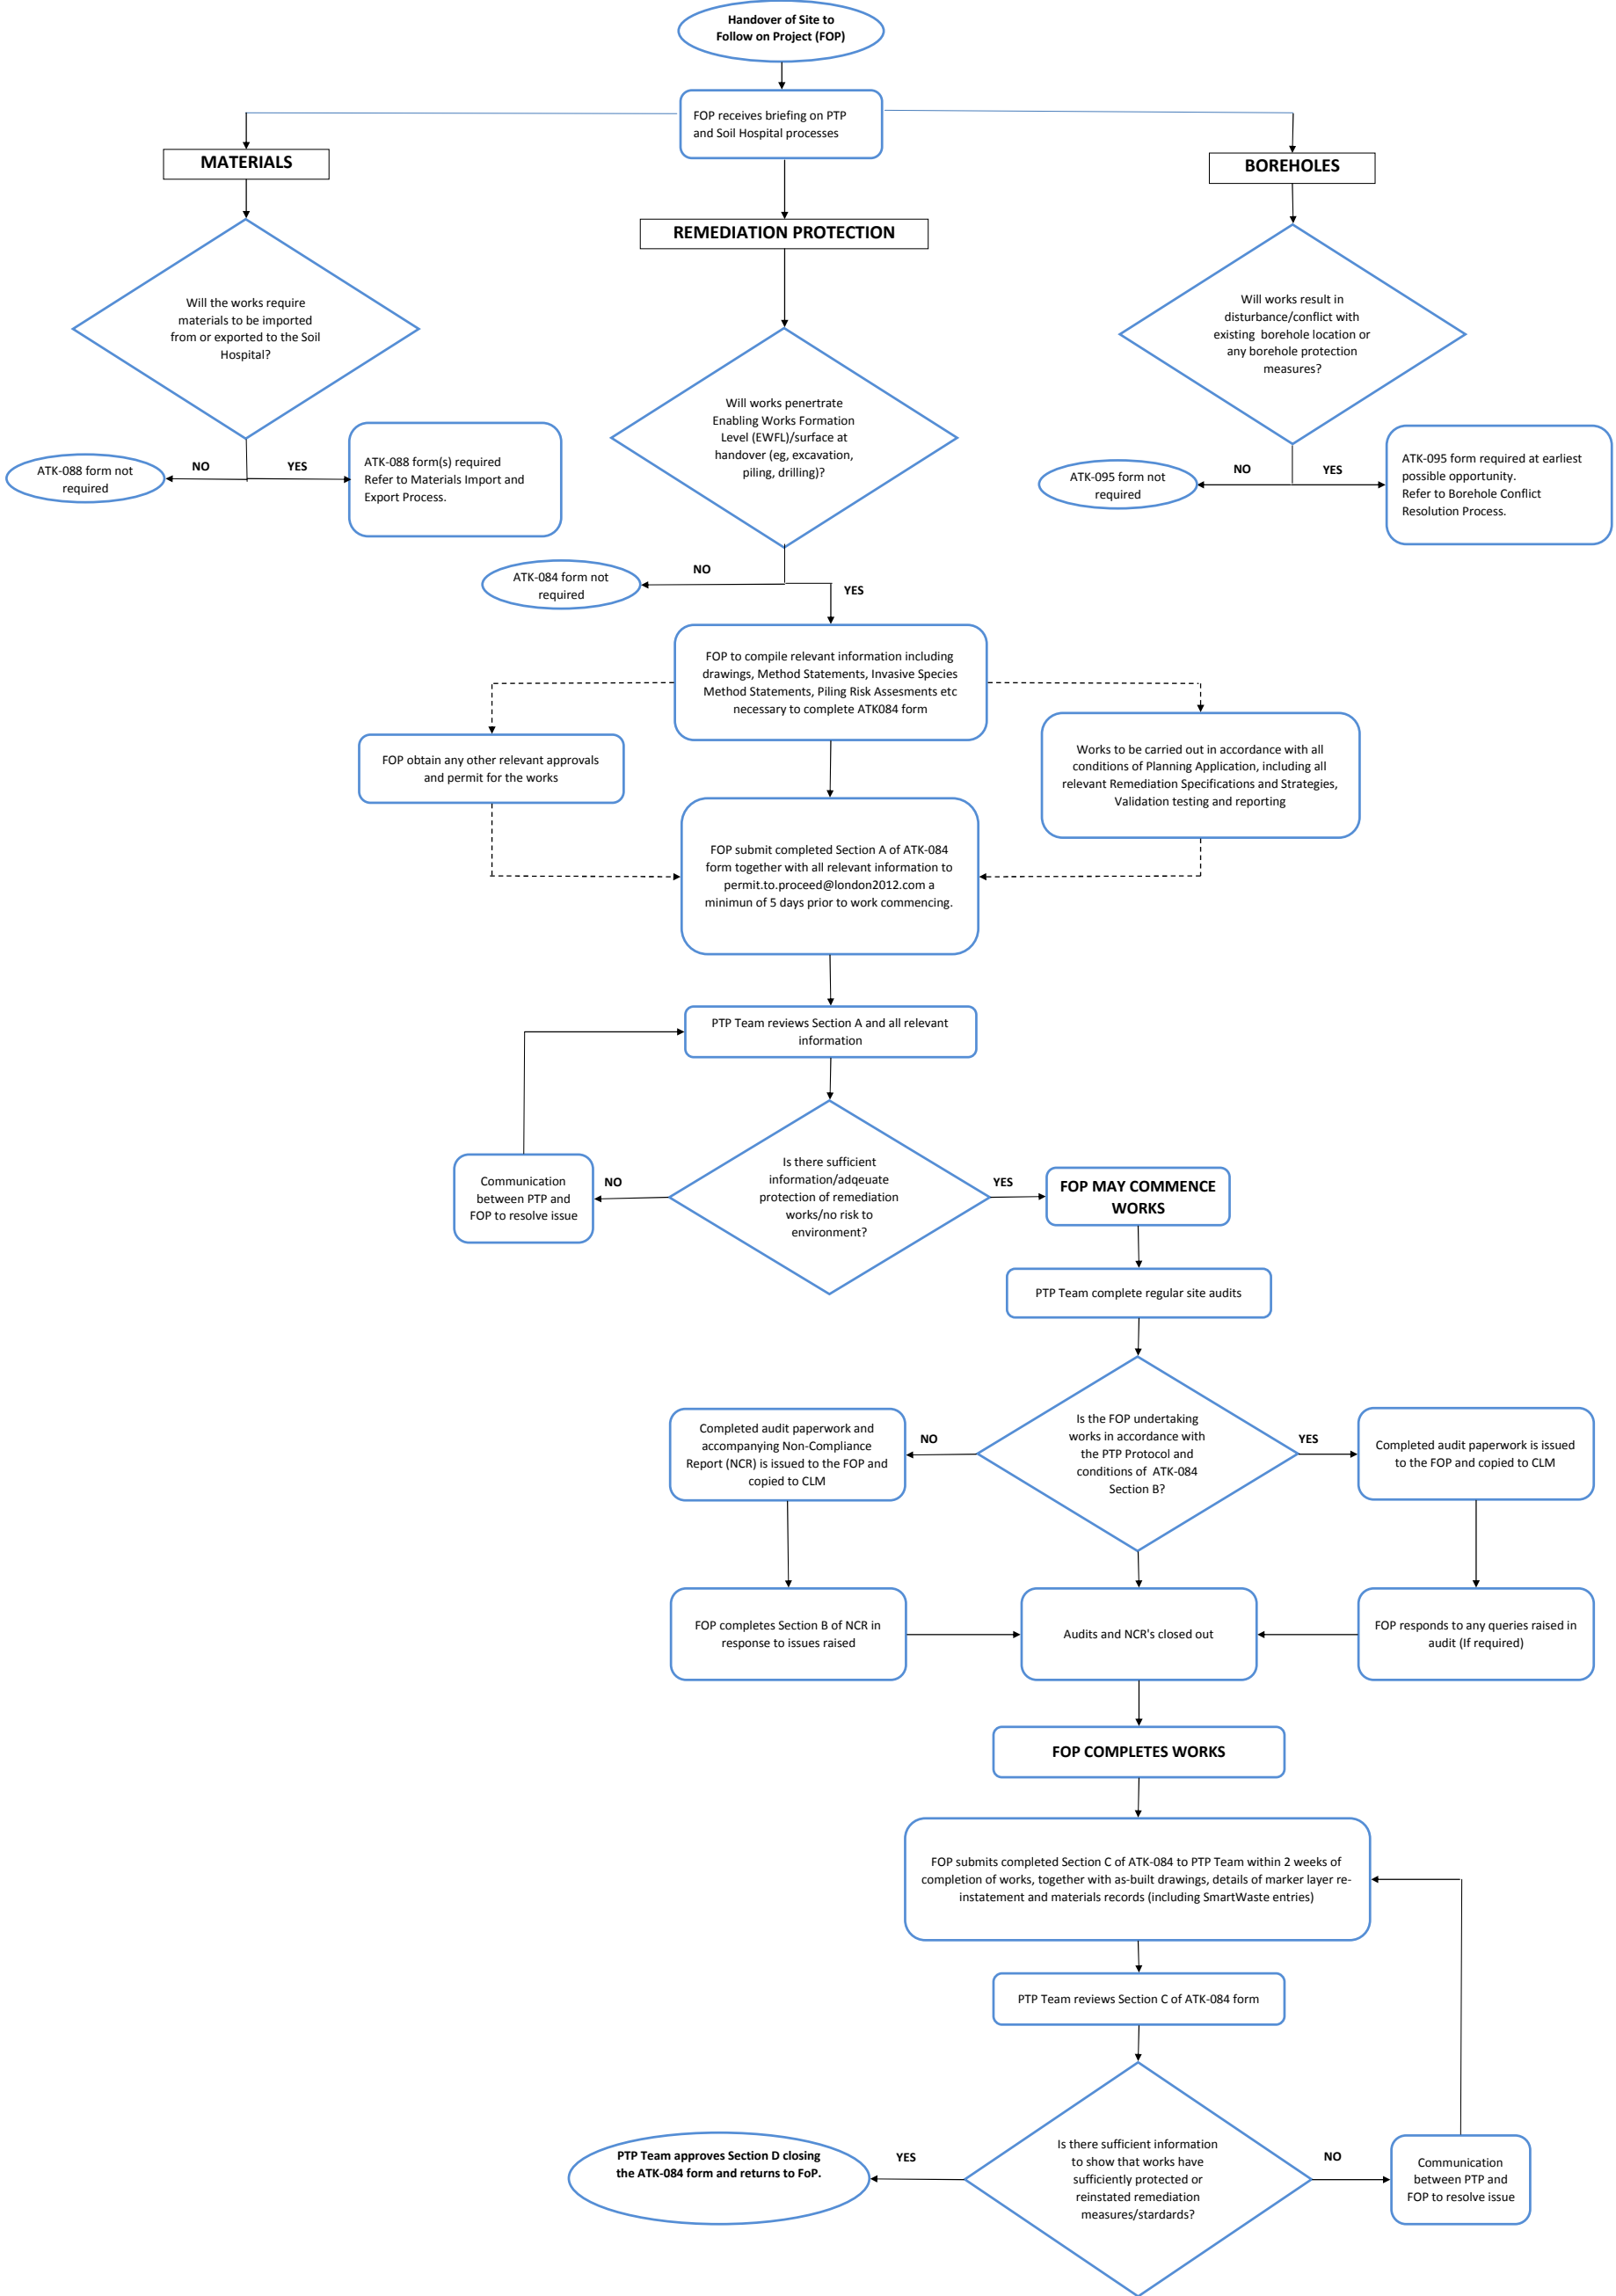 Handover of Site to
Follow on Project (FOP)
FOP receives briefing on PTP
and Soil Hospital processes
MATERIALS
BOREHOLES
REMEDIATION PROTECTION
Will the works require
materials to be imported
from or exported to the Soil
Hospital?
Will works result in
disturbance/conflict with
existing borehole location or
any borehole protection
measures?
Will works penertrate
Enabling Works Formation
Level (EWFL)/surface at
handover (eg, excavation,
piling, drilling)?
ATK-088 form not
required
NO
YES
ATK-088 form(s) required
Refer to Materials Import and
Export Process.
ATK-095 form not
required
NO
YES
ATK-095 form required at earliest
possible opportunity.
Refer to Borehole Conflict
Resolution Process.
ATK-084 form not
required
NO
YES
FOP to compile relevant information including
drawings, Method Statements, Invasive Species
Method Statements, Piling Risk Assesments etc
necessary to complete ATK084 form
FOP obtain any other relevant approvals
and permit for the works
Works to be carried out in accordance with all
conditions of Planning Application, including all
relevant Remediation Specifications and Strategies,
Validation testing and reporting
FOP submit completed Section A of ATK-084
form together with all relevant information to
permit.to.proceed@london2012.com a
minimun of 5 days prior to work commencing.
PTP Team reviews Section A and all relevant
information
Is there sufficient
information/adqeuate
protection of remediation
works/no risk to
environment?
NO
YES
Communication
between PTP and
FOP to resolve issue
FOP MAY COMMENCE
WORKS
PTP Team complete regular site audits
Is the FOP undertaking
works in accordance with
the PTP Protocol and
conditions of ATK-084
Section B?
NO
YES
Completed audit paperwork and
accompanying Non-Compliance
Report (NCR) is issued to the FOP and
copied to CLM
Completed audit paperwork is issued
to the FOP and copied to CLM
FOP completes Section B of NCR in
response to issues raised
Audits and NCR's closed out
FOP responds to any queries raised in
audit (If required)
FOP COMPLETES WORKS
FOP submits completed Section C of ATK-084 to PTP Team within 2 weeks of
completion of works, together with as-built drawings, details of marker layer re-
instatement and materials records (including SmartWaste entries)
PTP Team reviews Section C of ATK-084 form
Is there sufficient information
to show that works have
sufficiently protected or
reinstated remediation
measures/stardards?
YES
NO
PTP Team approves Section D closing
the ATK-084 form and returns to FoP.
Communication
between PTP and
FOP to resolve issue